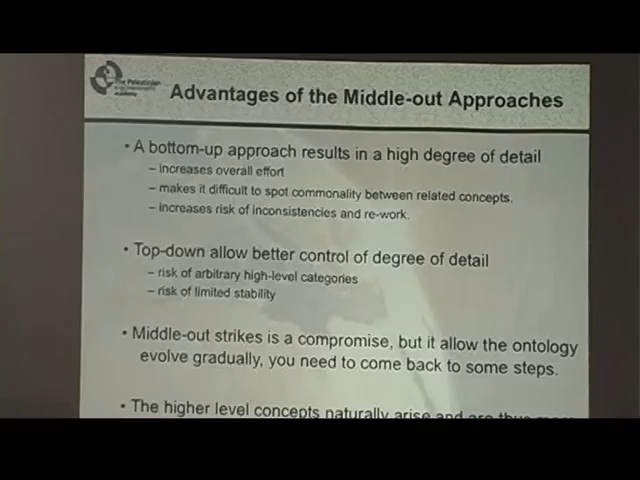 The Palestinian
Academy
Advantages of the Middle-out Approaches
• A bottom-up approach results in a high degree of detail
– increases overall effort
– makes it difficult to spot commonality between related concepts.
– increases risk of inconsistencies and re-work.
• Top-down allow better control of degree of detail
– risk of arbitrary high-level categories
– risk of limited stability
• Middle-out strikes is a compromise, but it allow the ontology
evolve gradually, you need to come back to some steps.
• The higher level concepts naturally arise and are thus more